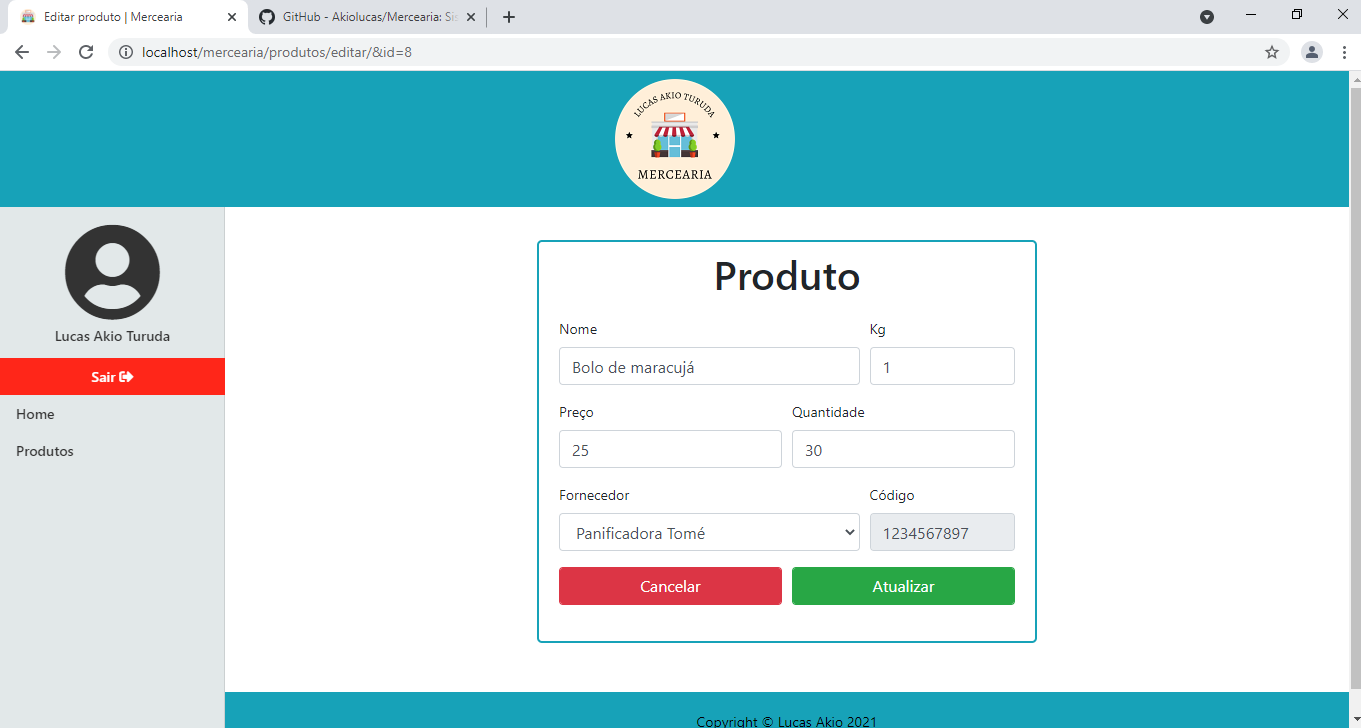 Editar produto | Mercearia
GitHub - Akiolucas/Mercearia: Sis
localhost/mercearia/produtos/editar/&id=8
LUCAS AKIO TURUDA
MERCEARIA
Lucas Akio Turuda
Sair
Home
Produtos
Produto
Nome Kg
Bolo de maracujá 1
Preço Quantidade
25 30
Fornecedor Código
Panificadora Tomé 1234567897
Cancelar Atualizar
Copyright © Lucas Akio 2021